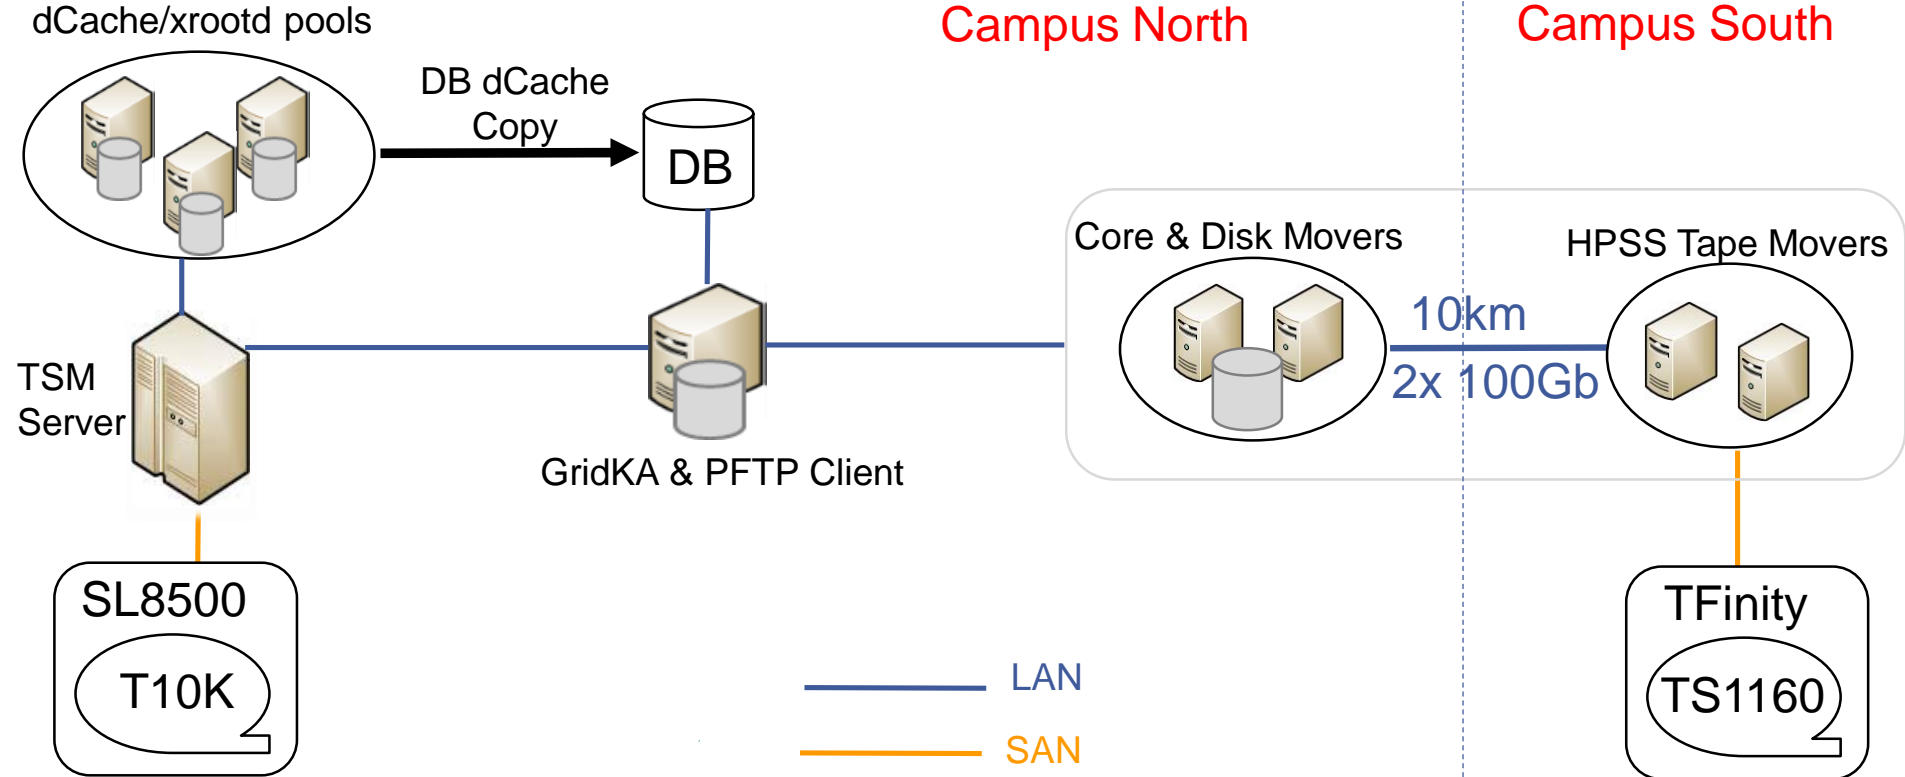 dCache/xrootd pools
Campus North
Campus South
DB dCache
Copy
DB
Core & Disk Movers
HPSS Tape Movers
10km
2x 100Gb
TSM
Server
GridKA & PFTP Client
SL8500
T10K
TFinity
TS1160
LAN
SAN